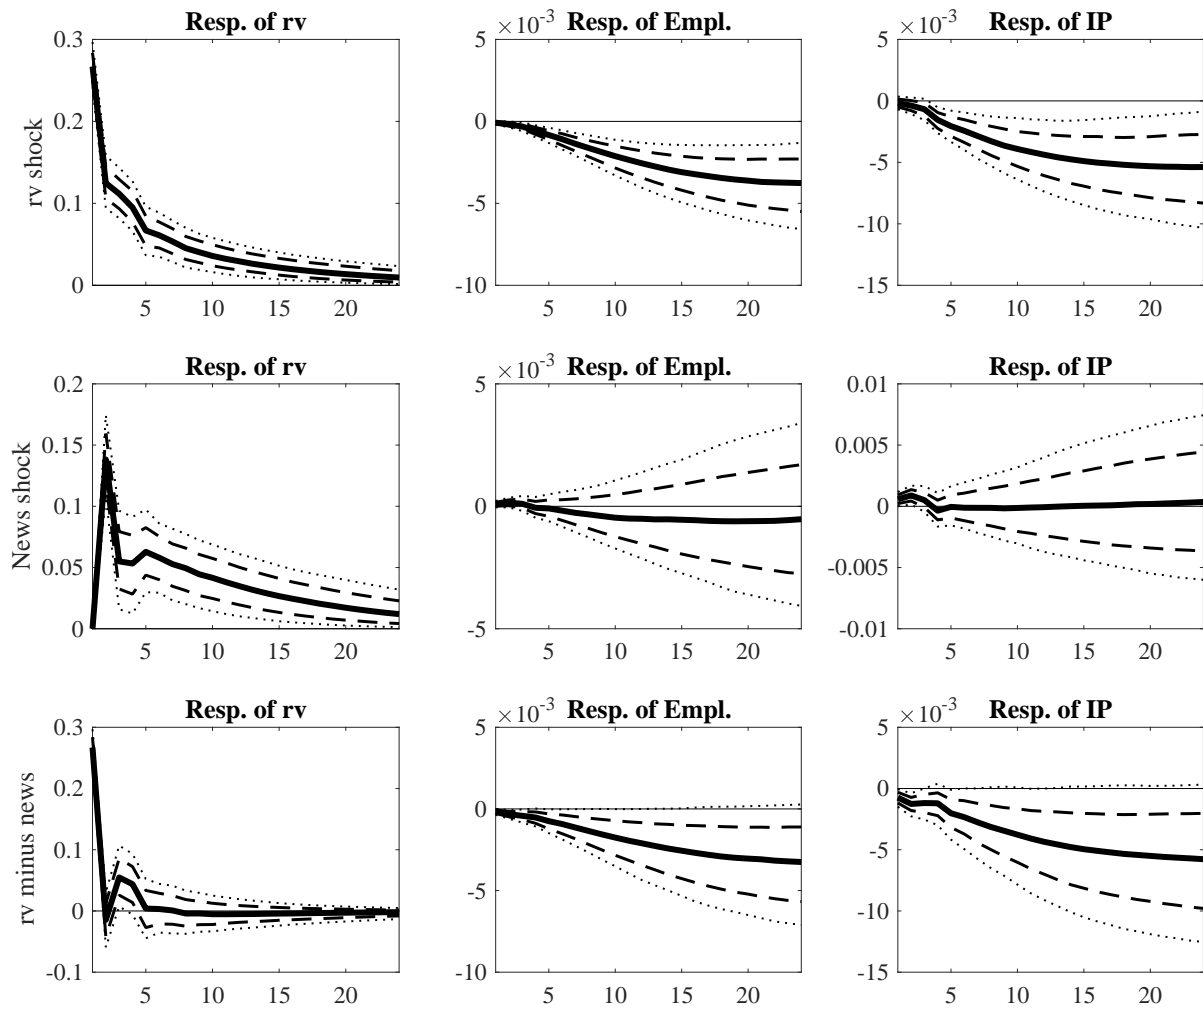 Resp. of rv
×10⁻³ Resp. of Empl.
×10⁻³ Resp. of IP
rv shock
0.3
0.2
0.1
0
5 10 15 20
5
0
-5
-10
5 10 15 20
5
0
-5
-10
-15
5 10 15 20
Resp. of rv
×10⁻³ Resp. of Empl.
Resp. of IP
News shock
0.2
0.15
0.1
0.05
0
5 10 15 20
5
0
-5
5 10 15 20
0.01
0.005
0
-0.005
-0.01
5 10 15 20
Resp. of rv
×10⁻³ Resp. of Empl.
×10⁻³ Resp. of IP
rv minus news
0.3
0.2
0.1
0
-0.1
5 10 15 20
5
0
-5
-10
5 10 15 20
5
0
-5
-10
-15
5 10 15 20